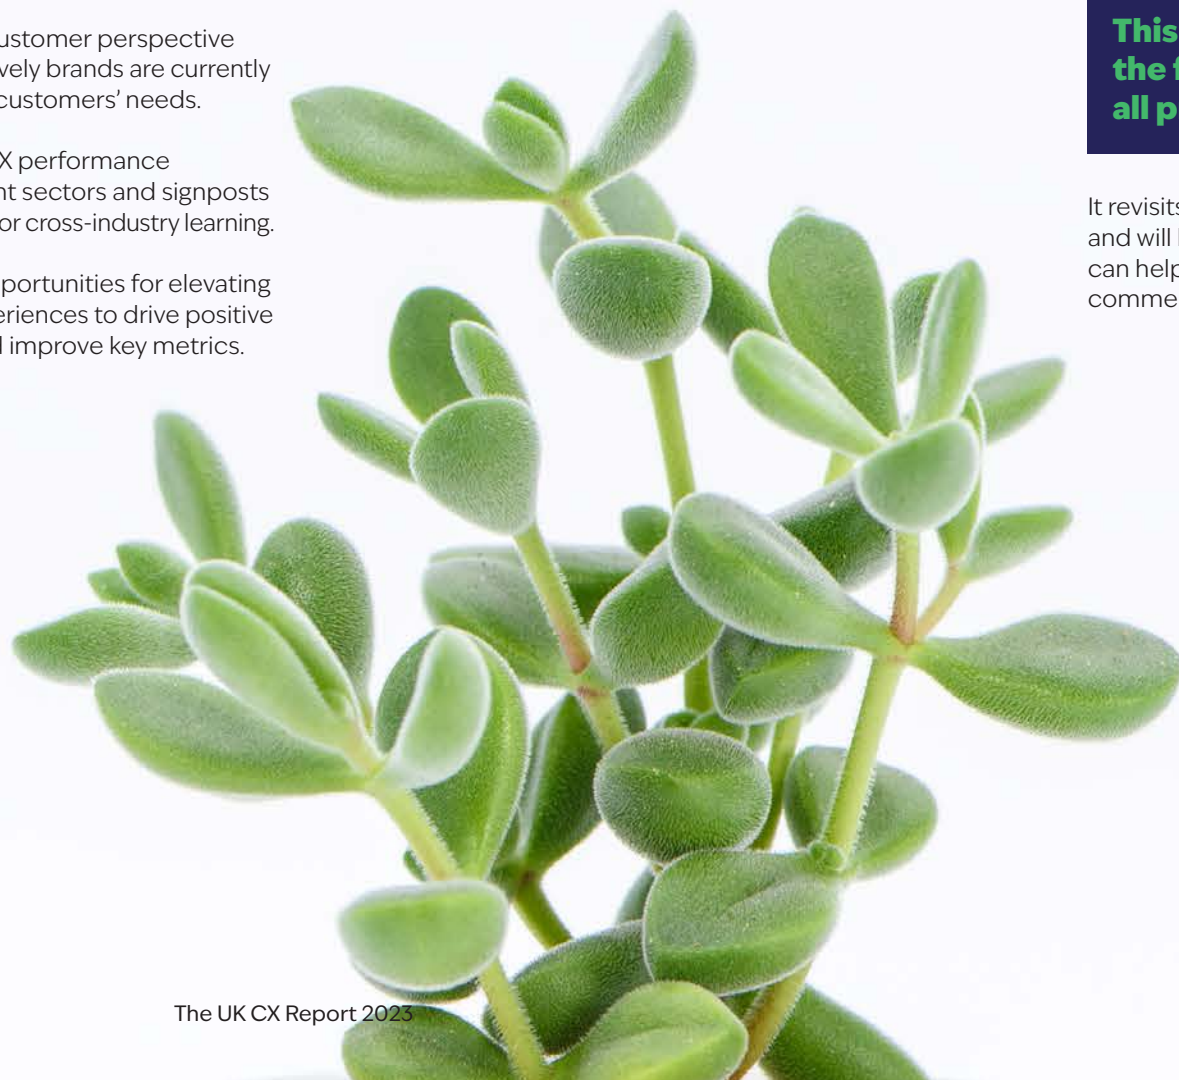 ustomer perspective
vely brands are currently
customers’ needs.
X performance
nt sectors and signposts
or cross-industry learning.
portunities for elevating
eriences to drive positive
improve key metrics.
This
the
all p
It revisits
and will
can help
comme
The UK CX Report 2023